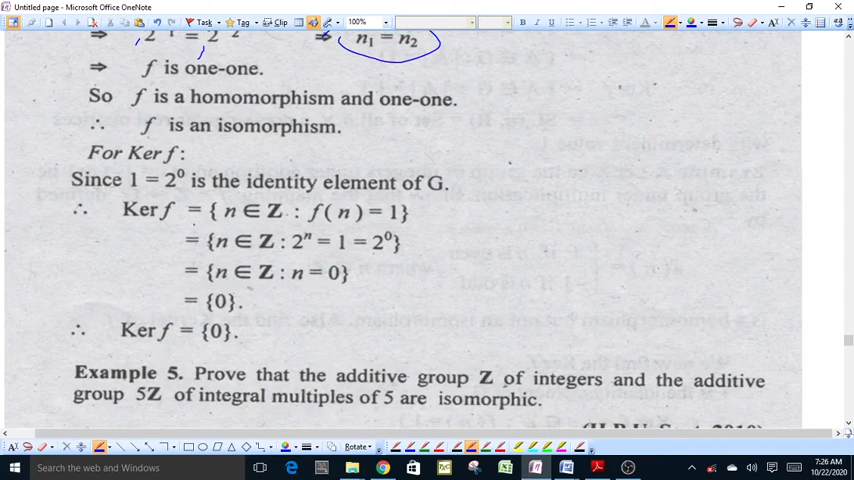 Untitled page - Microsoft Office OneNote
Task Tag Clip 100% B I U
⇒ 2 = 2 ⇒ n₁ = n₂
⇒ f is one-one.
So f is a homomorphism and one-one.
∴ f is an isomorphism.
For Ker f :
Since 1 = 2⁰ is the identity element of G.
∴ Ker f = { n ∈ Z : f ( n ) = 1}
= {n ∈ Z : 2ⁿ = 1 = 2⁰}
= {n ∈ Z : n = 0}
= {0}.
∴ Ker f = {0}.
Example 5. Prove that the additive group Z of integers and the additive
group 5Z of integral multiples of 5 are isomorphic.
Rotate
Search the web and Windows
7:26 AM
10/22/2020